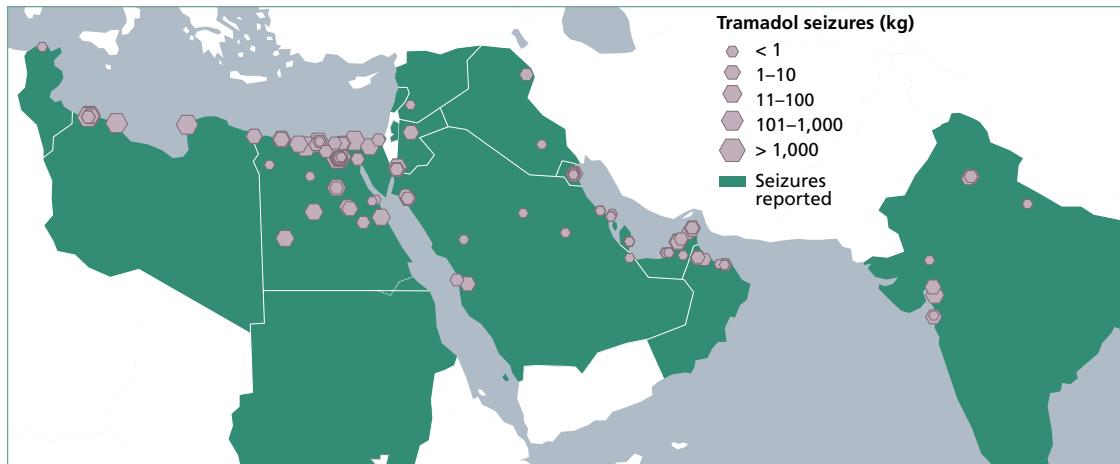 Tramadol seizures (kg)
< 1
1–10
11–100
101–1,000
> 1,000
Seizures
reported